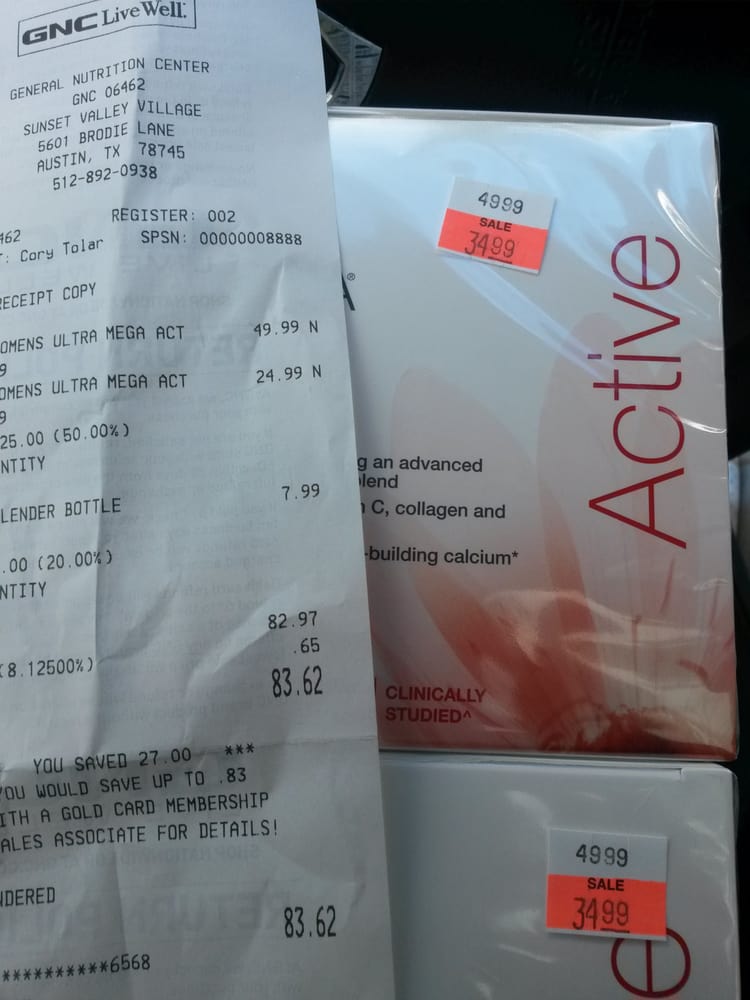 GNC LiveWell.
GENERAL NUTRITION CENTER
GNC 06462
SUNSET VALLEY VILLAGE
5601 BRODIE LANE
AUSTIN, TX 78745
512-892-0938
REGISTER: 002
462
: Cory Tolar SPSN: 00000008888
RECEIPT COPY
OMENS ULTRA MEGA ACT 49.99 N
9
OMENS ULTRA MEGA ACT 24.99 N
9
25.00 (50.00%)
NTITY
LENDER BOTTLE 7.99
.00 (20.00%)
NTITY
82.97
(8.12500%) .65
83.62
YOU SAVED 27.00 ***
YOU WOULD SAVE UP TO .83
ITH A GOLD CARD MEMBERSHIP
ALES ASSOCIATE FOR DETAILS!
NDERED
83.62
**********6568
4999
SALE
3499
A®
Active
g an advanced
lend
C, collagen and
-building calcium*
CLINICALLY
STUDIED^
4999
SALE
3499
e